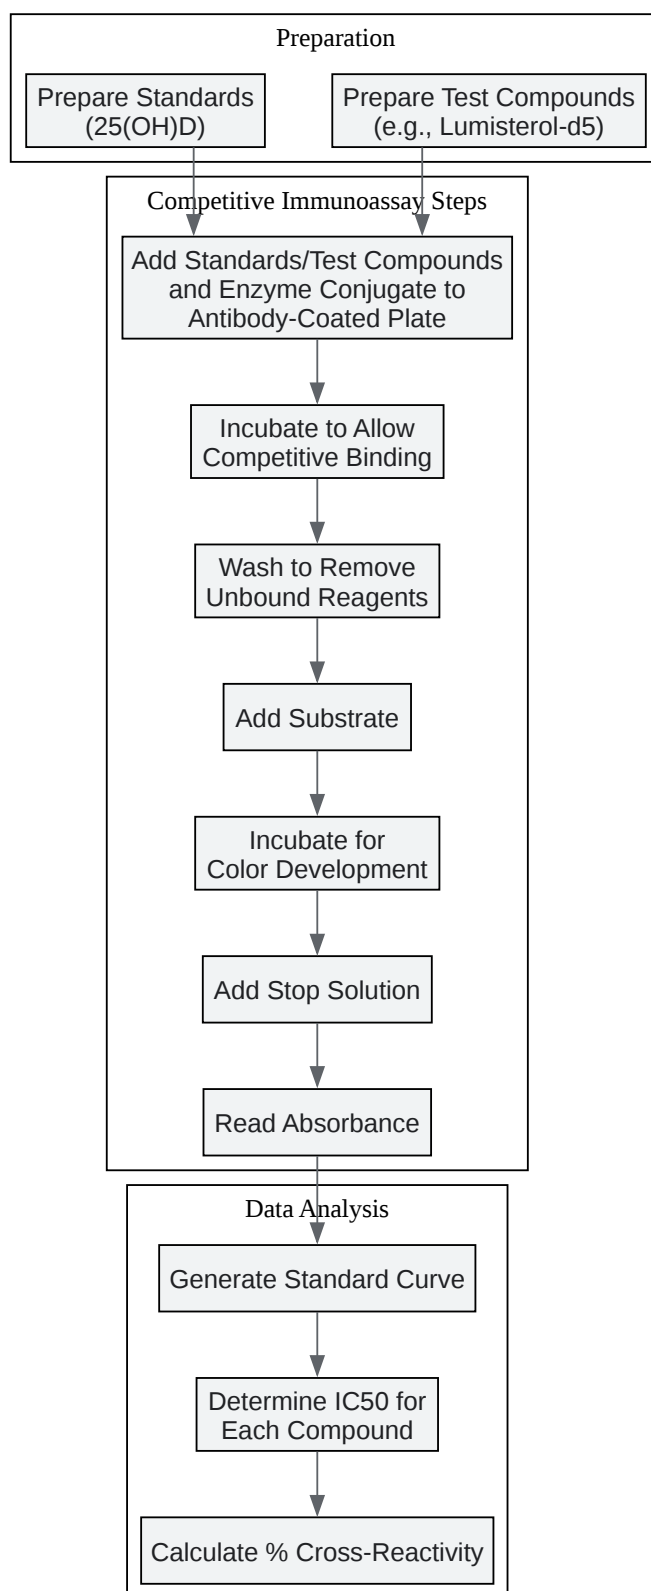 Preparation
Prepare Standards
(25(OH)D)
Prepare Test Compounds
(e.g., Lumisterol-d5)
Competitive Immunoassay Steps
Add Standards/Test Compounds
and Enzyme Conjugate to
Antibody-Coated Plate
Incubate to Allow
Competitive Binding
Wash to Remove
Unbound Reagents
Add Substrate
Incubate for
Color Development
Add Stop Solution
Read Absorbance
Data Analysis
Generate Standard Curve
Determine IC50 for
Each Compound
Calculate % Cross-Reactivity